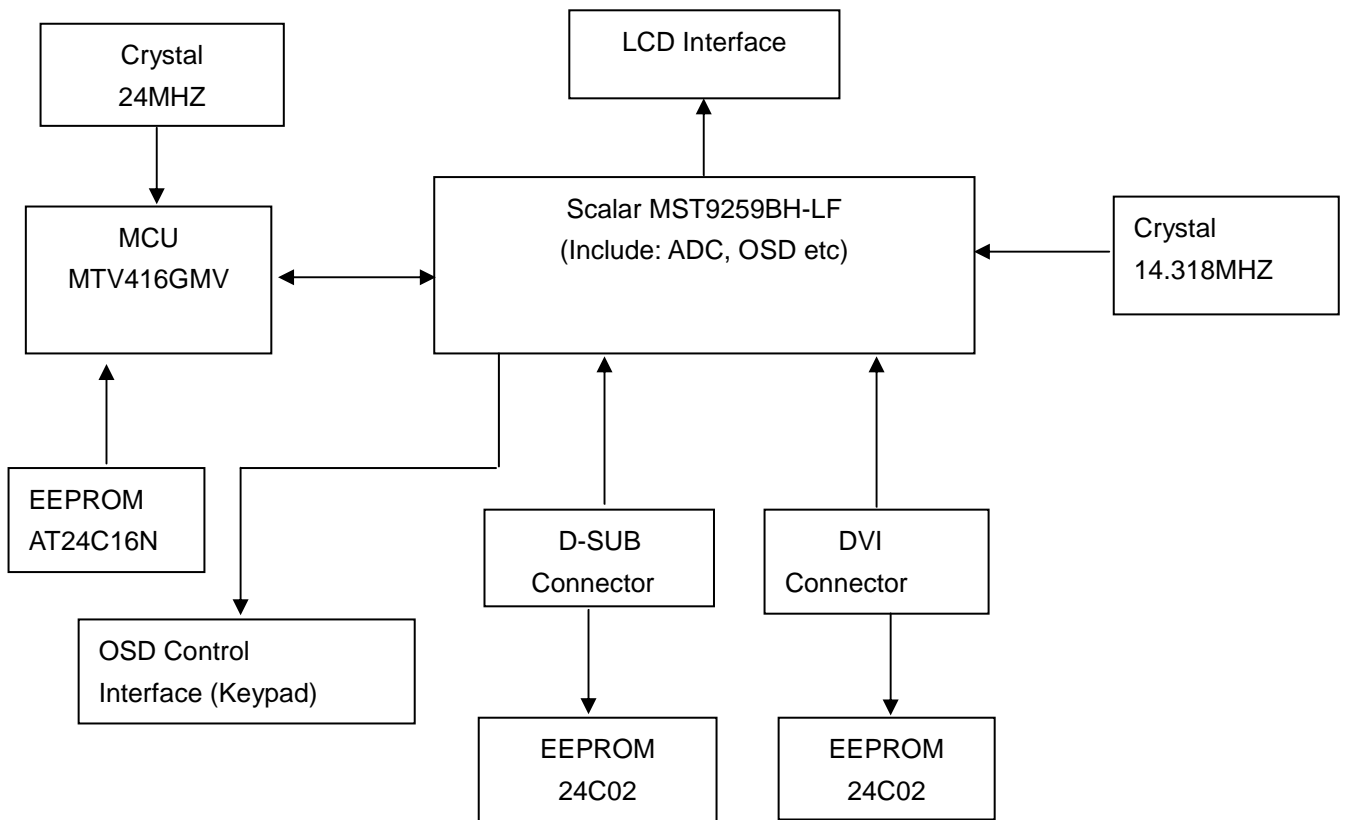 Crystal
24MHZ
LCD Interface
MCU
MTV416GMV
Scalar MST9259BH-LF
(Include: ADC, OSD etc)
Crystal
14.318MHZ
EEPROM
AT24C16N
D-SUB
Connector
DVI
Connector
OSD Control
Interface (Keypad)
EEPROM
24C02
EEPROM
24C02